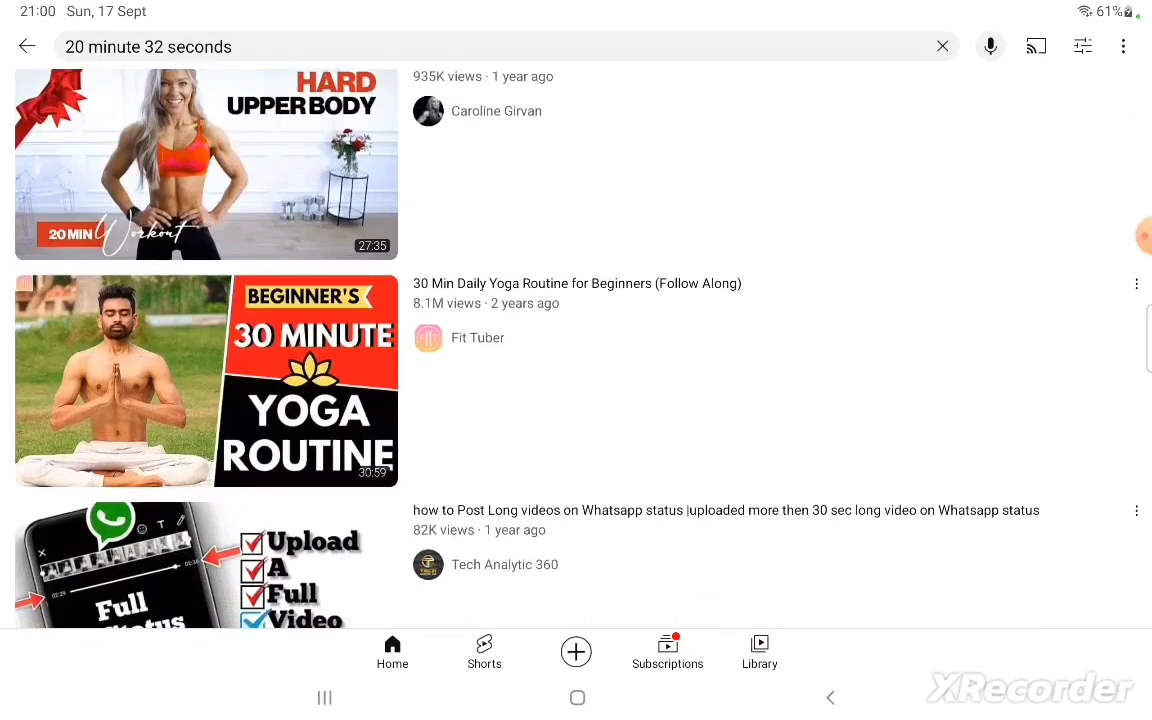 21:00 Sun, 17 Sept
61%
20 minute 32 seconds
HARD
UPPER BODY
20 MIN Workout
27:35
935K views · 1 year ago
Caroline Girvan
BEGINNER'S
30 MINUTE
YOGA
ROUTINE
30:59
30 Min Daily Yoga Routine for Beginners (Follow Along)
8.1M views · 2 years ago
Fit Tuber
Upload
A
Full
Video
Full
how to Post Long videos on Whatsapp status |uploaded more then 30 sec long video on Whatsapp status
82K views · 1 year ago
Tech Analytic 360
Home
Shorts
Subscriptions
Library
XRecorder